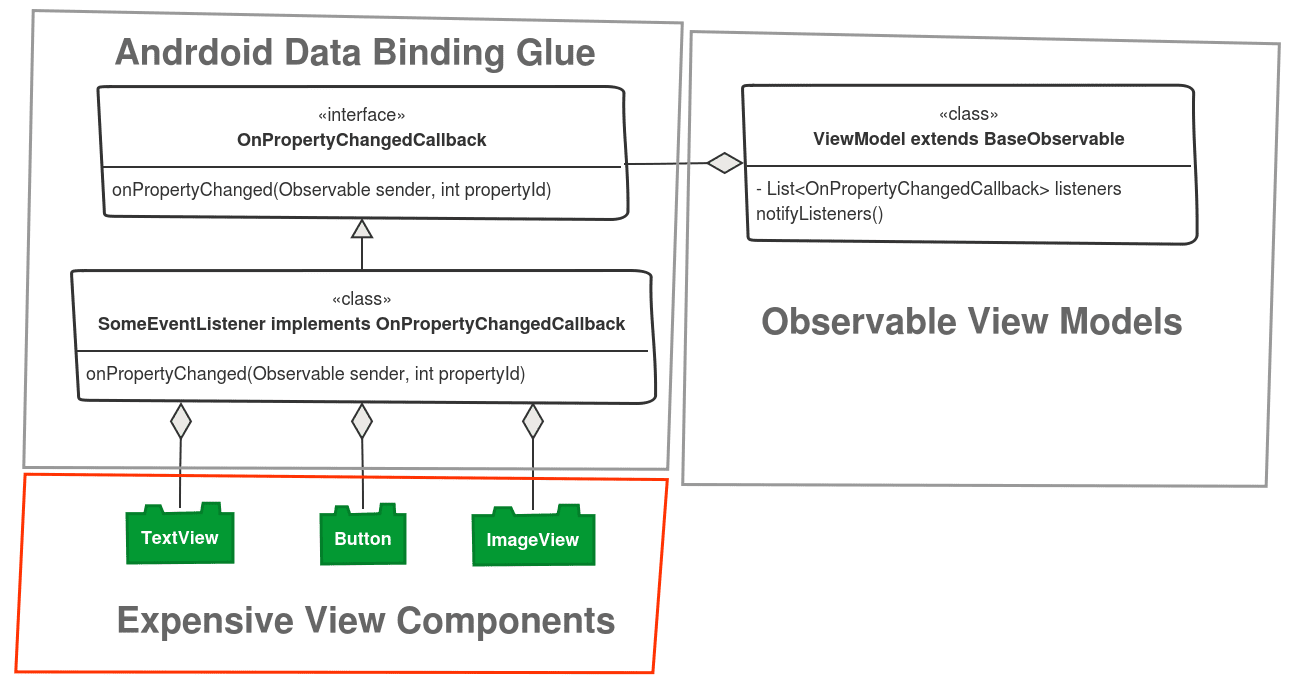 Andrdoid Data Binding Glue
«interface»
OnPropertyChangedCallback
onPropertyChanged(Observable sender, int propertyId)
«class»
SomeEventListener implements OnPropertyChangedCallback
onPropertyChanged(Observable sender, int propertyId)
«class»
ViewModel extends BaseObservable
- List<OnPropertyChangedCallback> listeners
notifyListeners()
Observable View Models
TextView
Button
ImageView
Expensive View Components